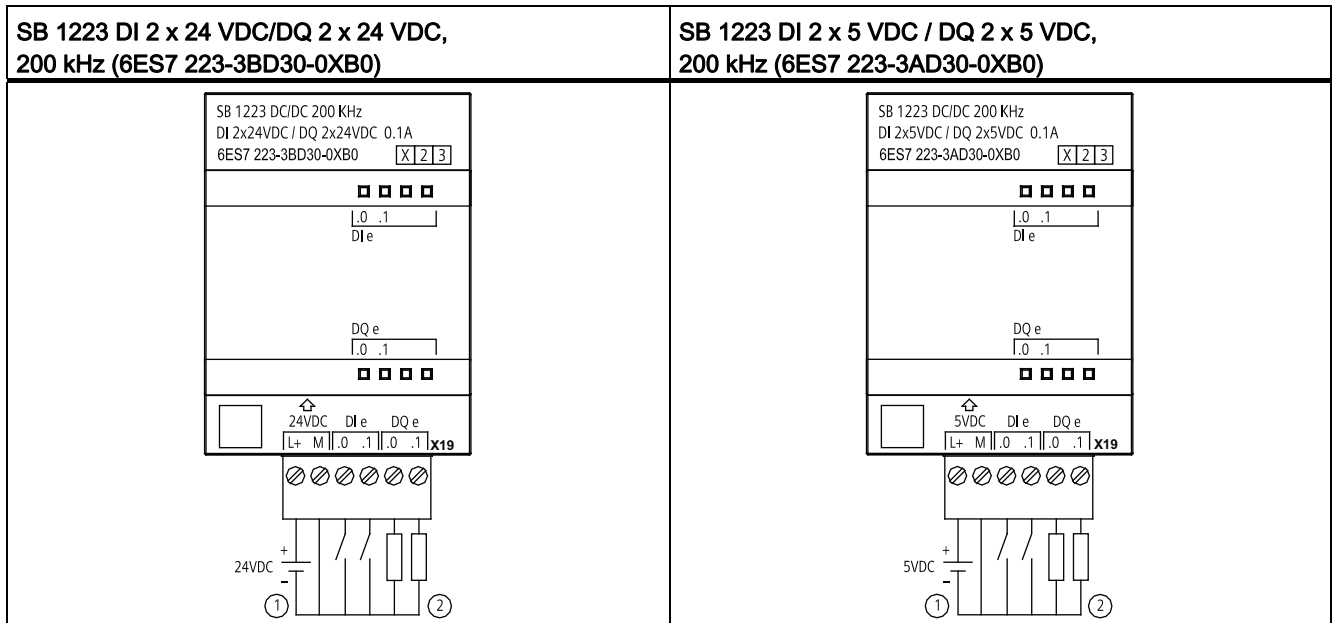 SB 1223 DI 2 x 24 VDC/DQ 2 x 24 VDC,
200 kHz (6ES7 223-3BD30-0XB0)
SB 1223 DI 2 x 5 VDC / DQ 2 x 5 VDC,
200 kHz (6ES7 223-3AD30-0XB0)
SB 1223 DC/DC 200 KHz
DI 2x24VDC / DQ 2x24VDC 0.1A
6ES7 223-3BD30-0XB0 X 2 3
.0 .1
DI e
DQ e
.0 .1
24VDC DI e DQ e
L+ M .0 .1 .0 .1 X19
24VDC
+
−
1 2
SB 1223 DC/DC 200 KHz
DI 2x5VDC / DQ 2x5VDC 0.1A
6ES7 223-3AD30-0XB0 X 2 3
.0 .1
DI e
DQ e
.0 .1
5VDC DI e DQ e
L+ M .0 .1 .0 .1 X19
5VDC
+
−
1 2